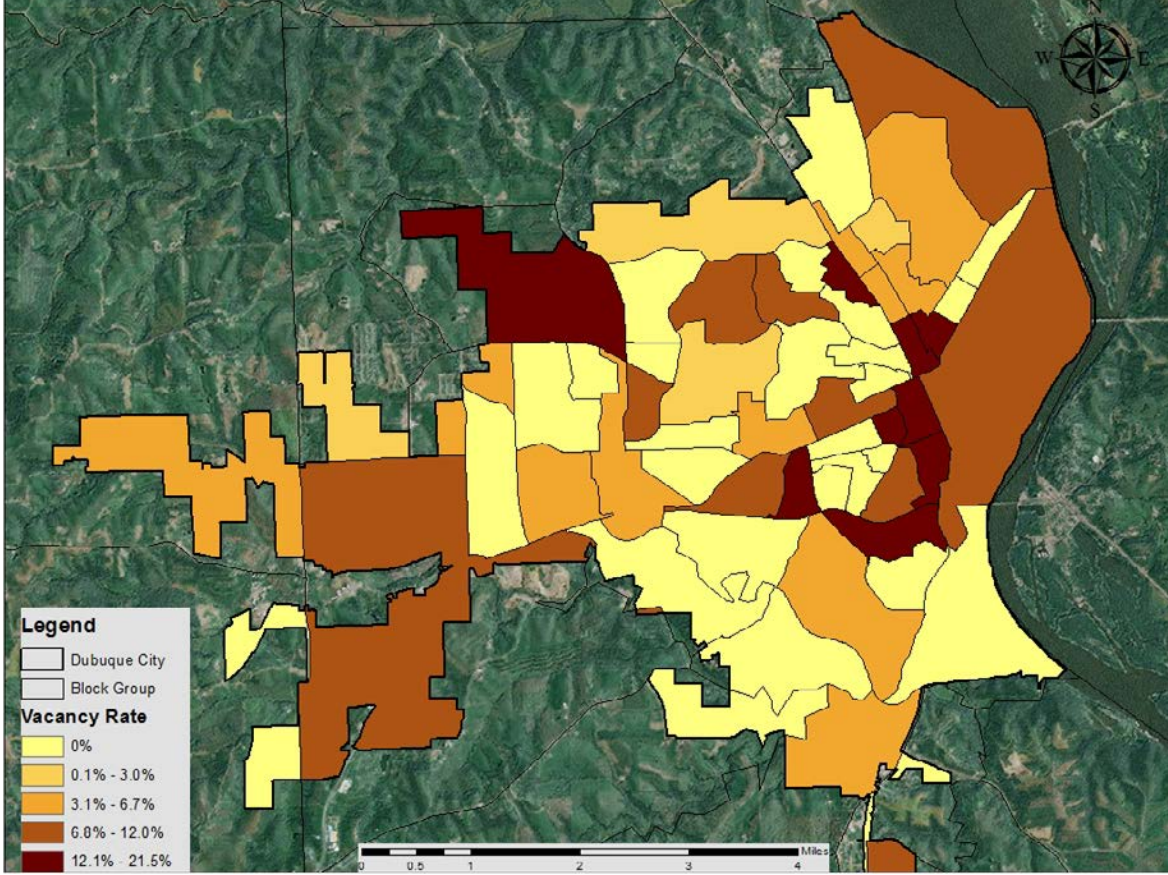 N
W E
S
Legend
Dubuque City
Block Group
Vacancy Rate
0%
0.1% - 3.0%
3.1% - 6.7%
6.8% - 12.0%
12.1% - 21.5%
Miles
0 0.5 1 2 3 4